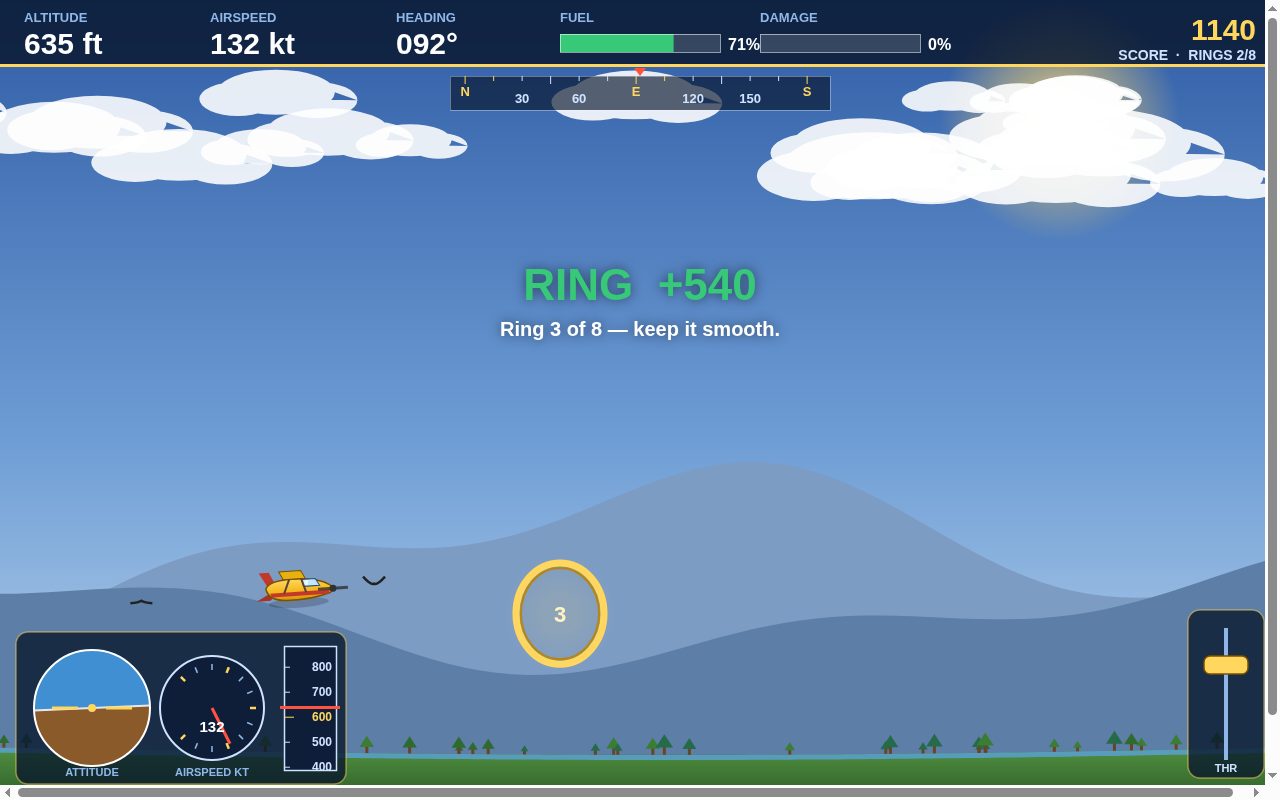 ALTITUDE AIRSPEED HEADING FUEL DAMAGE
635 ft 132 kt 092° 71% 0% 1140
SCORE · RINGS 2/8
N 30 60 E 120 150 S
RING +540
Ring 3 of 8 — keep it smooth.
3
800
700
600
500
400
132
ATTITUDE AIRSPEED KT
THR